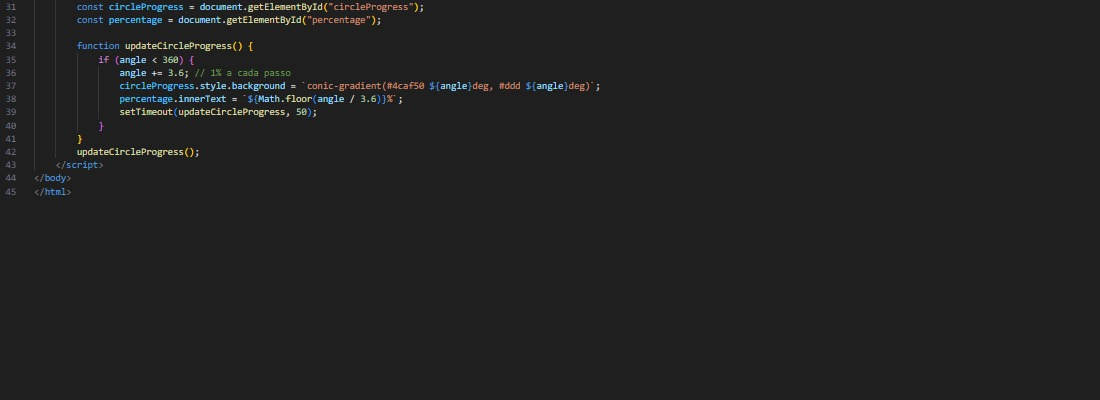 31 const circleProgress = document.getElementById("circleProgress");
32 const percentage = document.getElementById("percentage");
33
34 function updateCircleProgress() {
35 if (angle < 360) {
36 angle += 3.6; // 1% a cada passo
37 circleProgress.style.background = `conic-gradient(#4caf50 ${angle}deg, #ddd ${angle}deg)`;
38 percentage.innerText = `${Math.floor(angle / 3.6)}%`;
39 setTimeout(updateCircleProgress, 50);
40 }
41 }
42 updateCircleProgress();
43 </script>
44 </body>
45 </html>